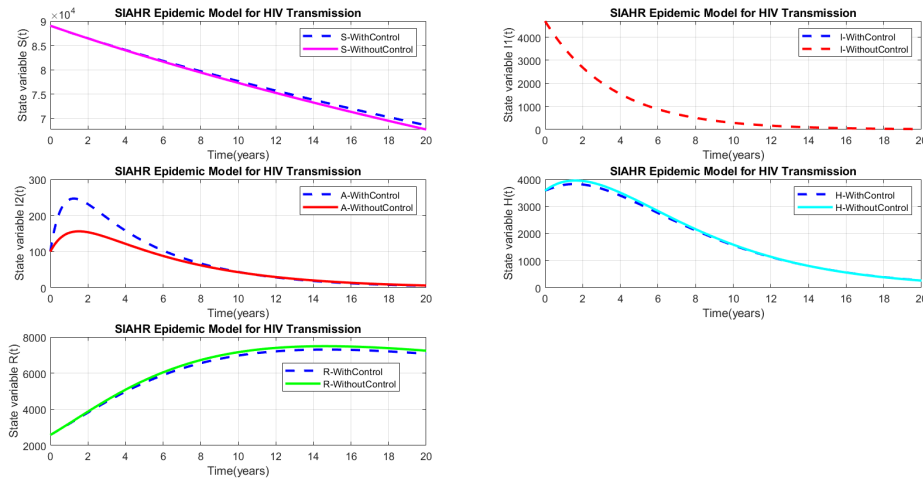 SIAHR Epidemic Model for HIV Transmission
9 × 10^4
8.5
8
7.5
7
State variable S(t)
S-WithControl
S-WithoutControl
0 2 4 6 8 10 12 14 16 18 20
Time(years)
SIAHR Epidemic Model for HIV Transmission
4000
3000
2000
1000
0
State variable I1(t)
I-WithControl
I-WithoutControl
0 2 4 6 8 10 12 14 16 18 20
Time(years)
SIAHR Epidemic Model for HIV Transmission
300
200
100
0
State variable I2(t)
A-WithControl
A-WithoutControl
0 2 4 6 8 10 12 14 16 18 20
Time(years)
SIAHR Epidemic Model for HIV Transmission
4000
3000
2000
1000
0
State variable H(t)
H-WithControl
H-WithoutControl
0 2 4 6 8 10 12 14 16 18 20
Time(years)
SIAHR Epidemic Model for HIV Transmission
8000
6000
4000
2000
State variable R(t)
R-WithControl
R-WithoutControl
0 2 4 6 8 10 12 14 16 18 20
Time(years)